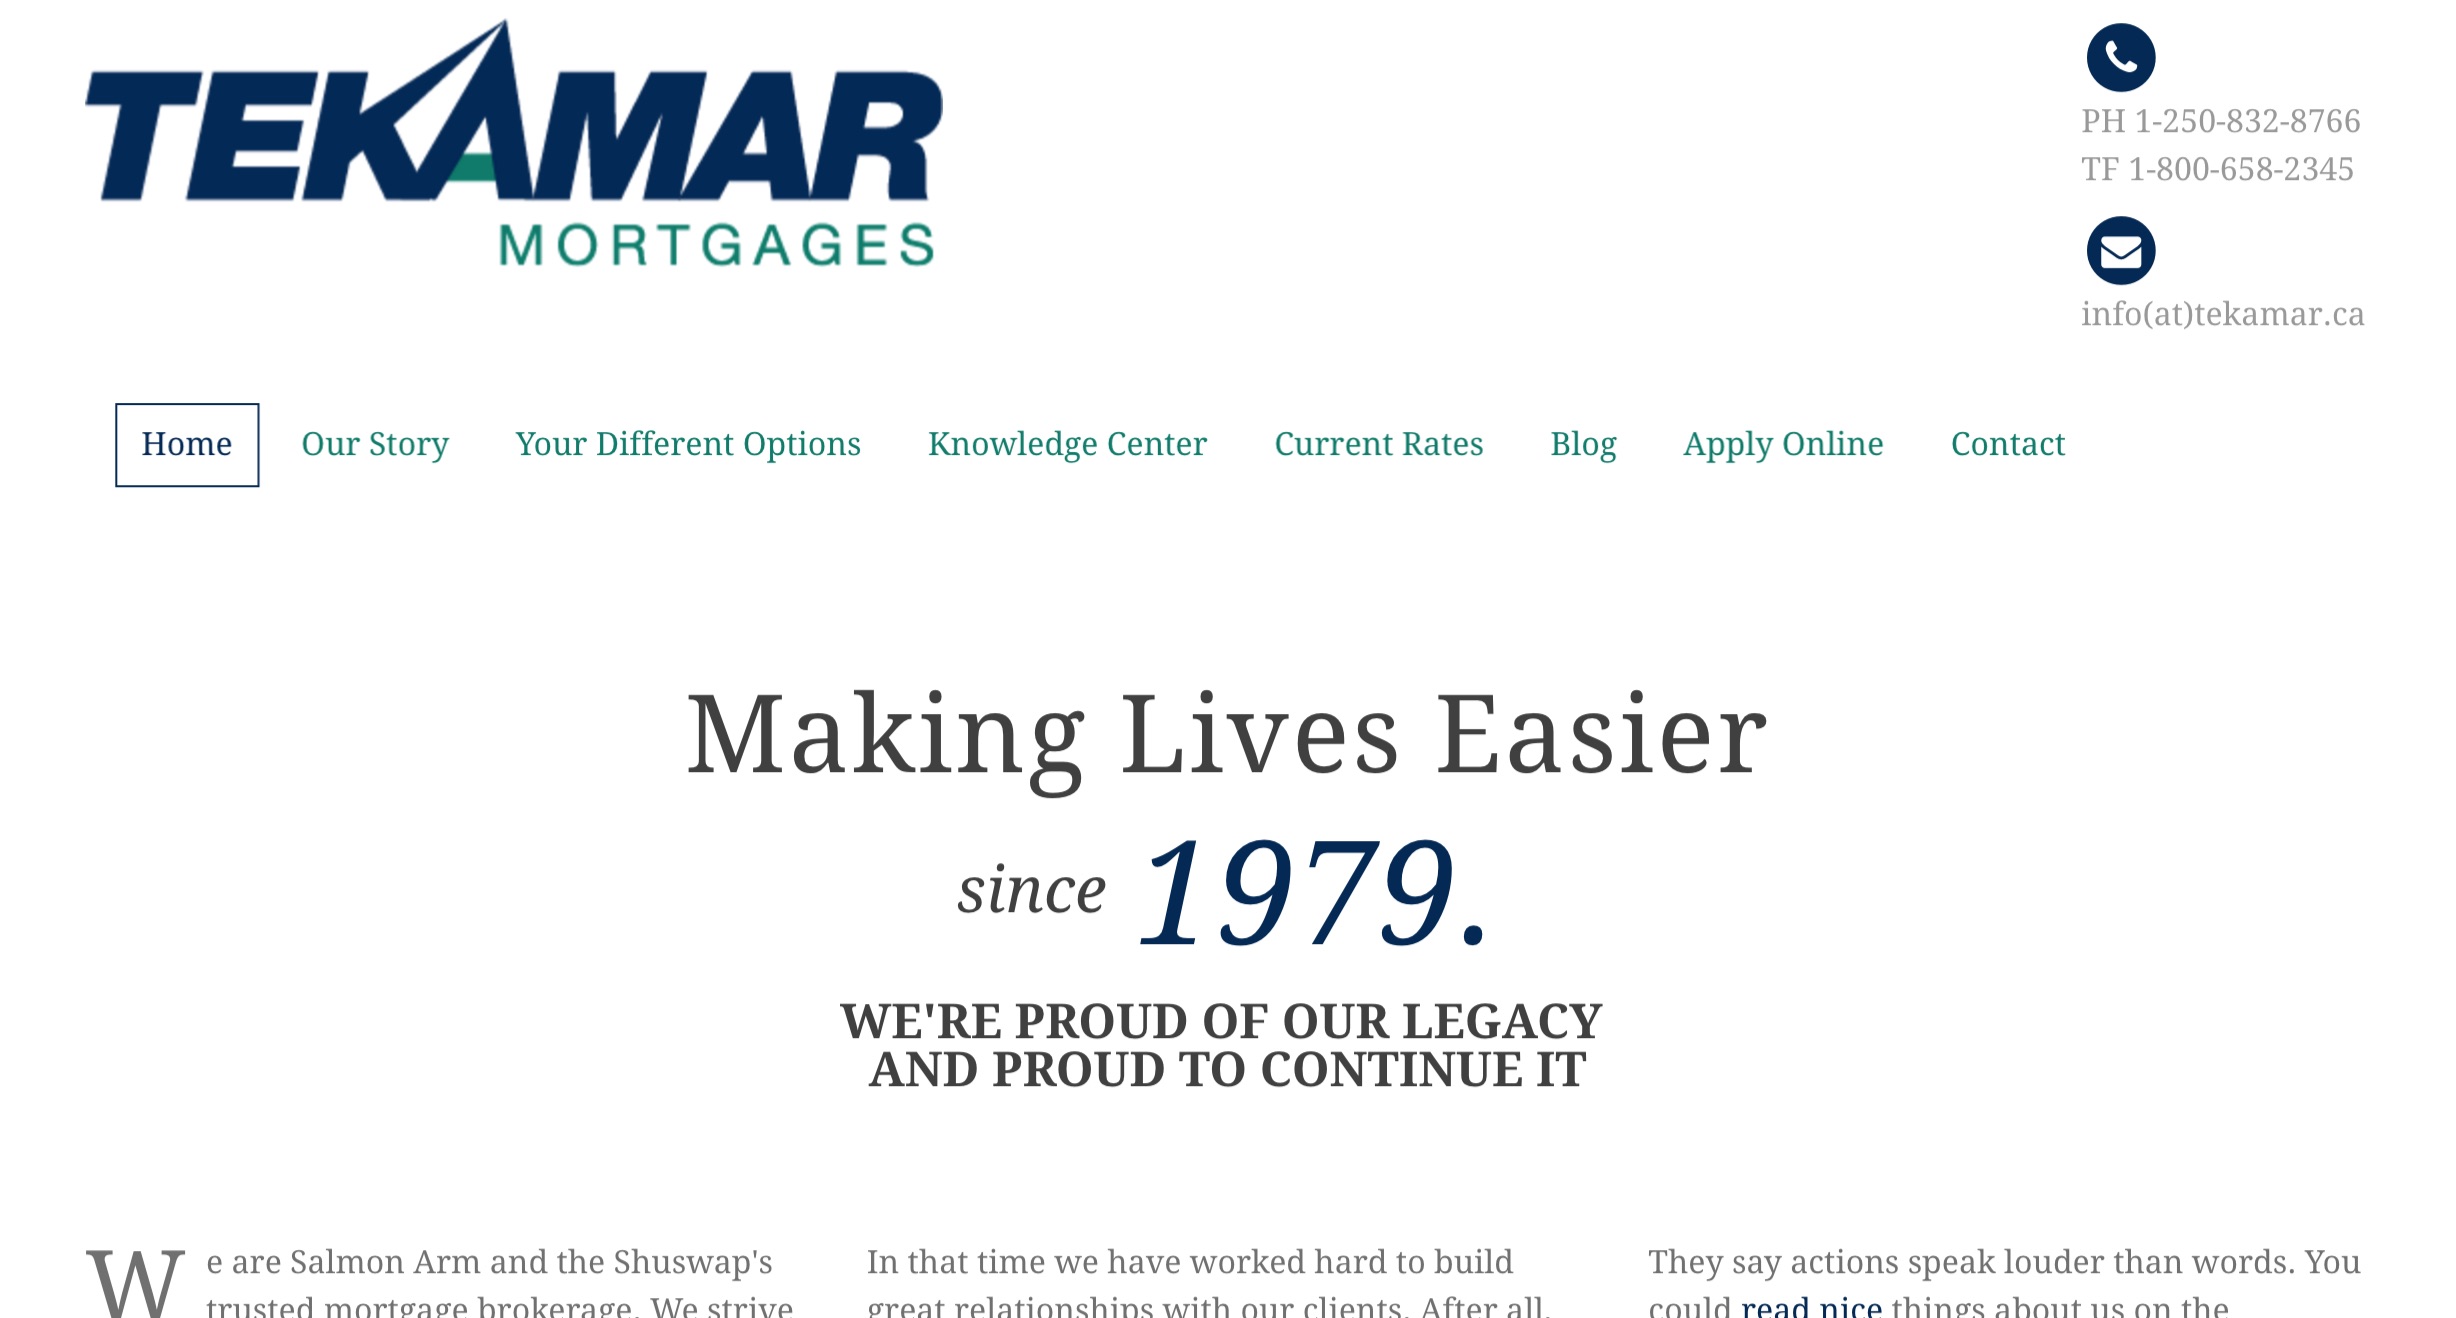 TEKAMAR
MORTGAGES
PH 1-250-832-8766
TF 1-800-658-2345
info(at)tekamar.ca
Home Our Story Your Different Options Knowledge Center Current Rates Blog Apply Online Contact
Making Lives Easier
since 1979.
WE'RE PROUD OF OUR LEGACY
AND PROUD TO CONTINUE IT
We are Salmon Arm and the Shuswap's
trusted mortgage brokerage. We strive
In that time we have worked hard to build
great relationships with our clients. After all,
They say actions speak louder than words. You
could read nice things about us on the